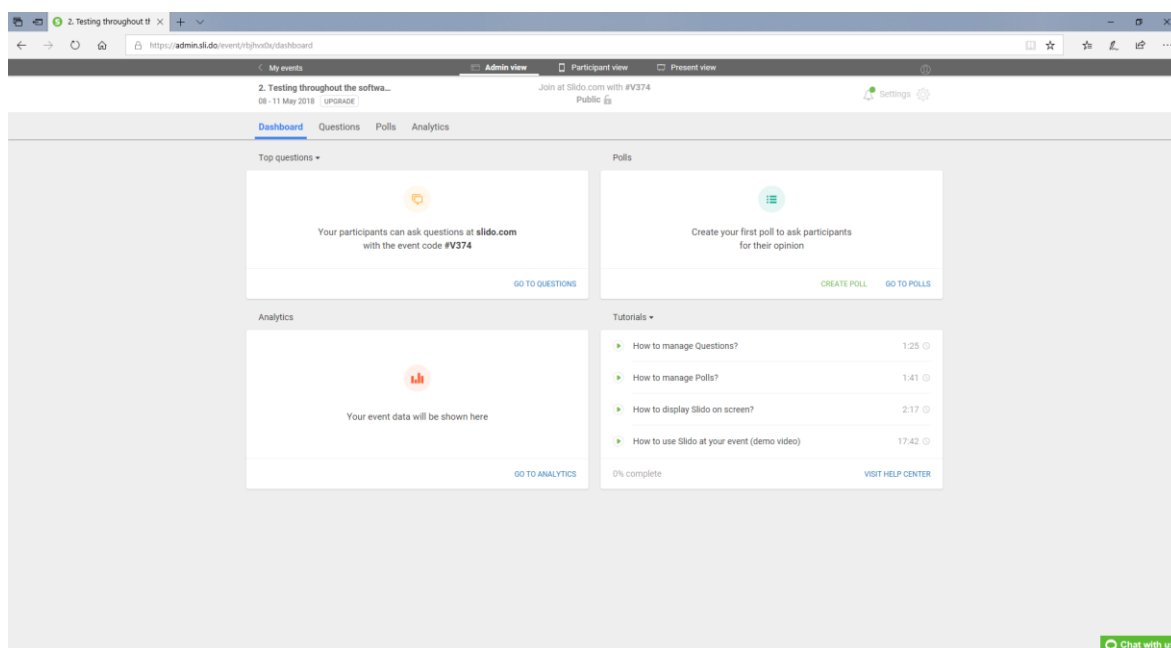 2. Testing throughout th
https://admin.sli.do/event/rbjhvx0x/dashboard
My events
Admin view
Participant view
Present view
2. Testing throughout the softwa...
08 - 11 May 2018 UPGRADE
Join at Slido.com with #V374
Public
Settings
Dashboard Questions Polls Analytics
Top questions
Your participants can ask questions at slido.com
with the event code #V374
GO TO QUESTIONS
Polls
Create your first poll to ask participants
for their opinion
CREATE POLL GO TO POLLS
Analytics
Your event data will be shown here
GO TO ANALYTICS
Tutorials
How to manage Questions? 1:25
How to manage Polls? 1:41
How to display Slido on screen? 2:17
How to use Slido at your event (demo video) 17:42
0% complete VISIT HELP CENTER
Chat with u